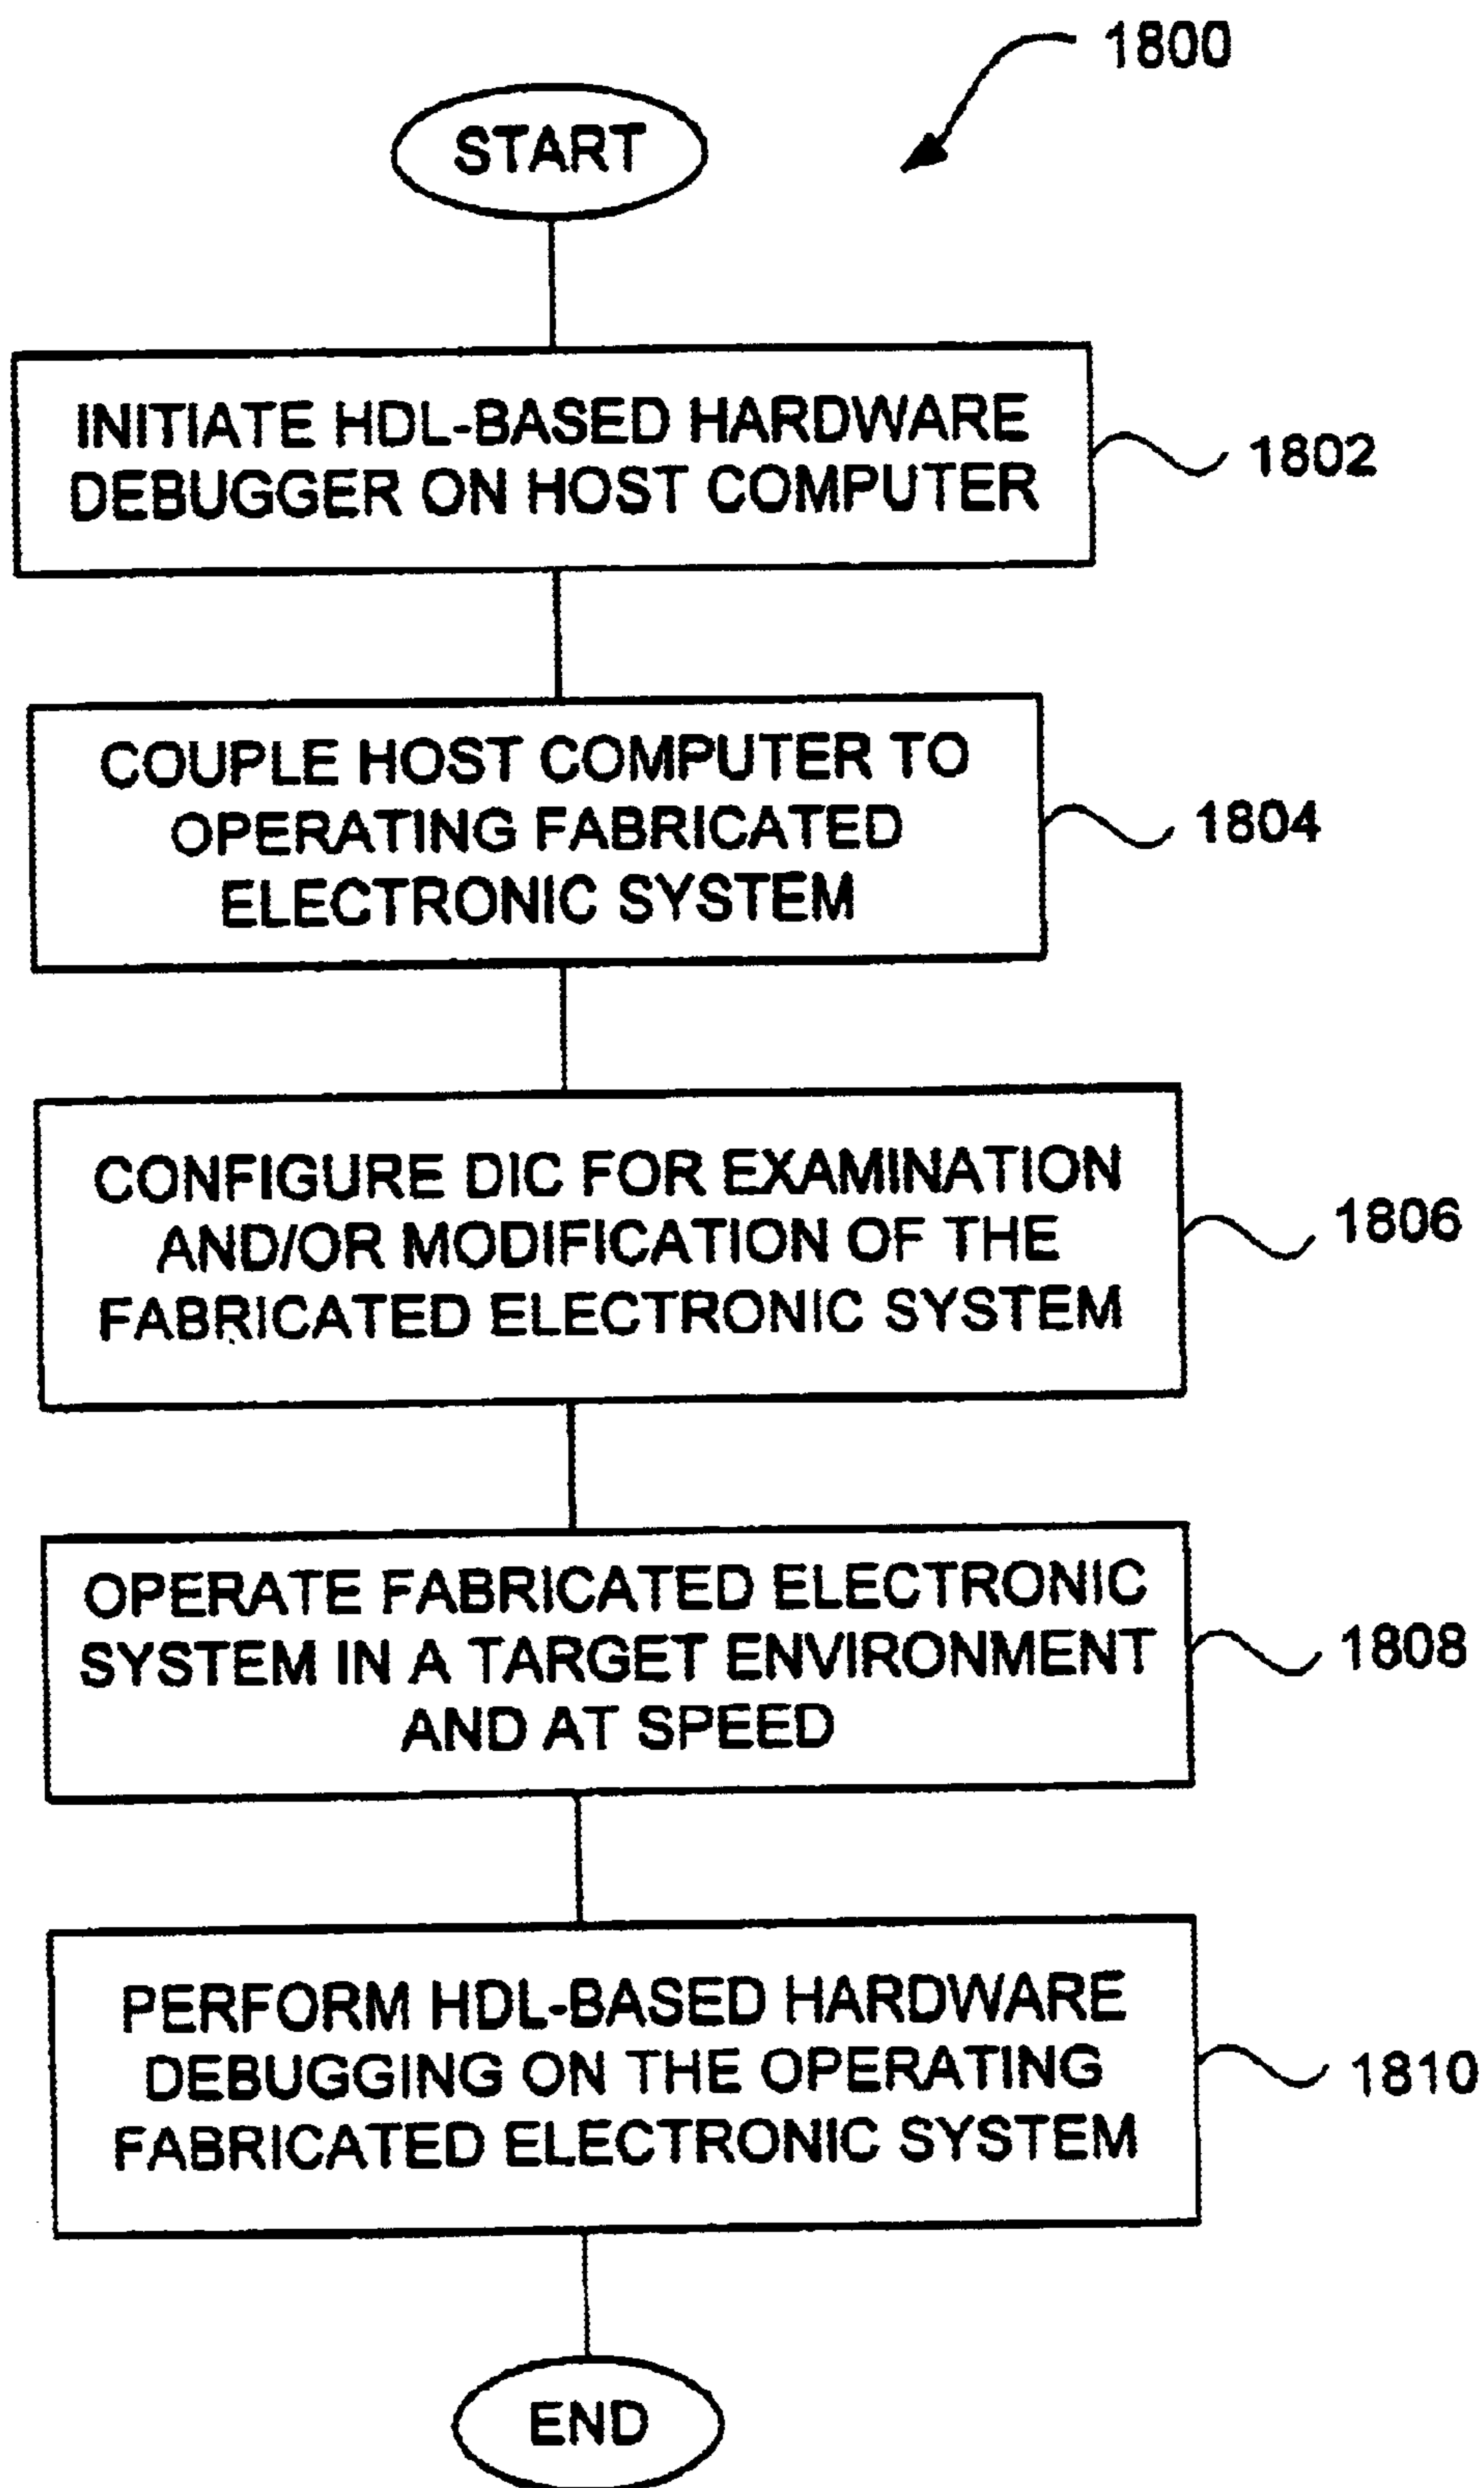 1800
START
INITIATE HDL-BASED HARDWARE
DEBUGGER ON HOST COMPUTER
1802
COUPLE HOST COMPUTER TO
OPERATING FABRICATED
ELECTRONIC SYSTEM
1804
CONFIGURE DIC FOR EXAMINATION
AND/OR MODIFICATION OF THE
FABRICATED ELECTRONIC SYSTEM
1806
OPERATE FABRICATED ELECTRONIC
SYSTEM IN A TARGET ENVIRONMENT
AND AT SPEED
1808
PERFORM HDL-BASED HARDWARE
DEBUGGING ON THE OPERATING
FABRICATED ELECTRONIC SYSTEM
1810
END